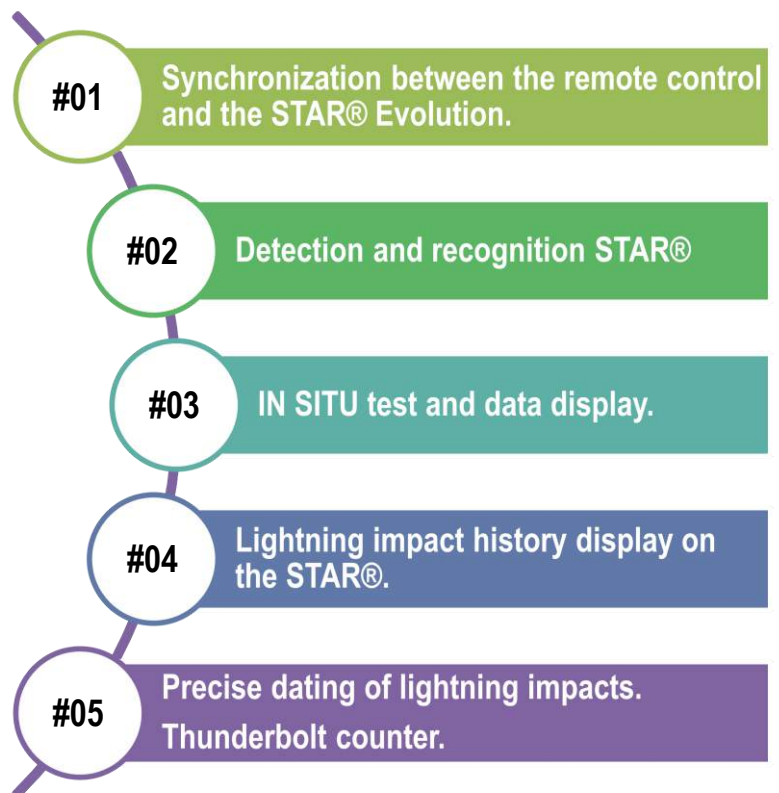 #01
Synchronization between the remote control
and the STAR® Evolution.
#02
Detection and recognition STAR®
#03
IN SITU test and data display.
#04
Lightning impact history display on
the STAR®.
#05
Precise dating of lightning impacts.
Thunderbolt counter.